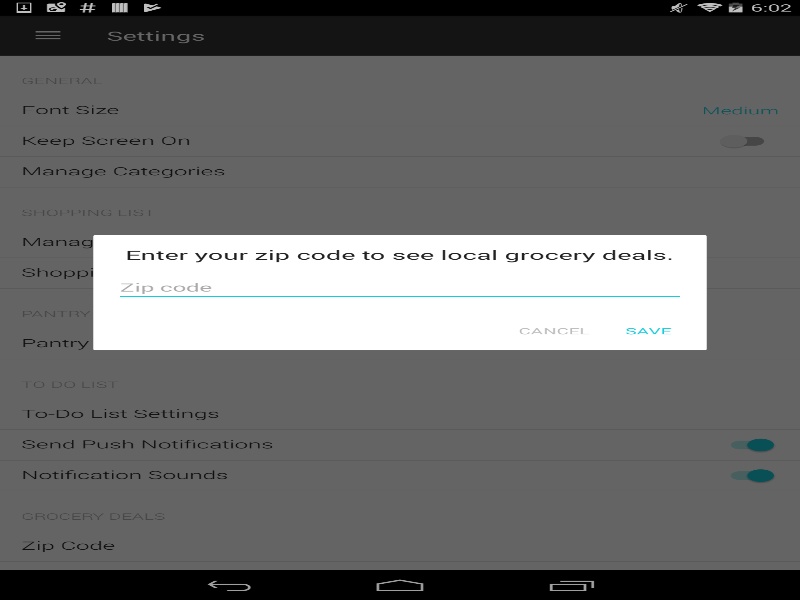 6:02
Settings
GENERAL
Font Size
Medium
Keep Screen On
Manage Categories
SHOPPING LIST
Manag
Shoppi
Enter your zip code to see local grocery deals.
Zip code
CANCEL
SAVE
PANTRY
Pantry
TO DO LIST
To-Do List Settings
Send Push Notifications
Notification Sounds
GROCERY DEALS
Zip Code